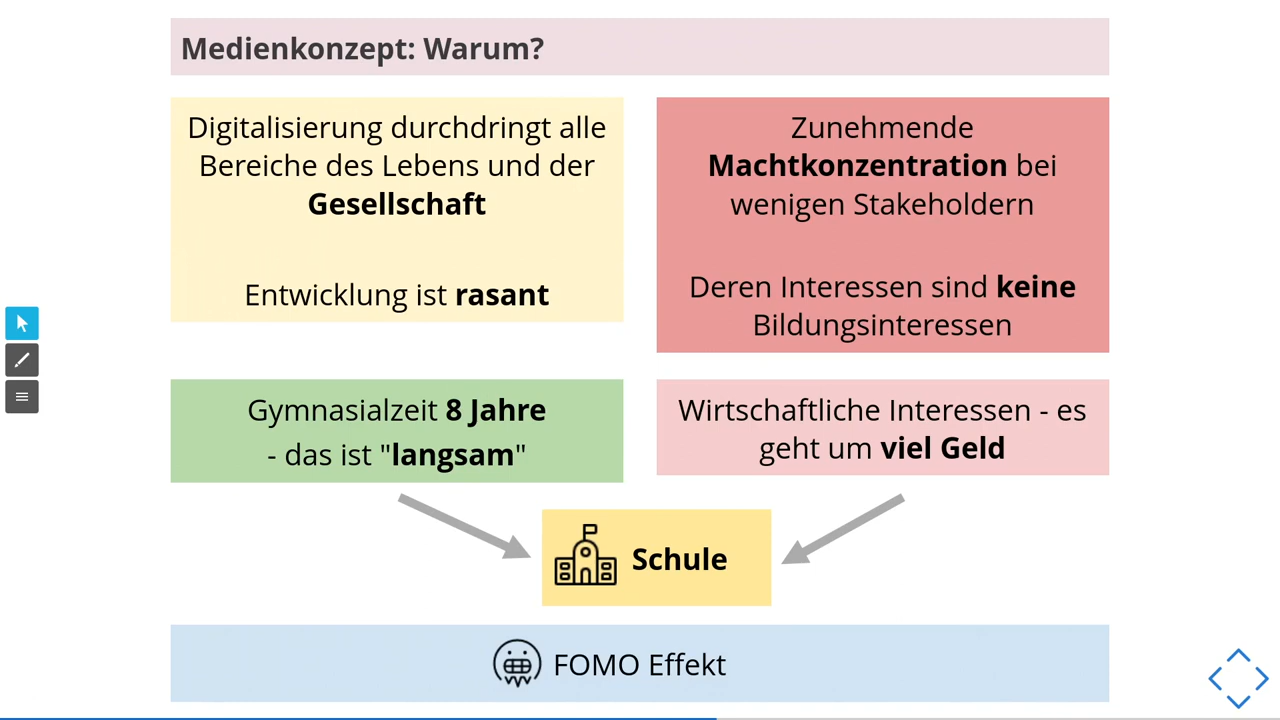 Medienkonzept: Warum?
Digitalisierung durchdringt alle
Bereiche des Lebens und der
Gesellschaft
Entwicklung ist rasant
Zunehmende
Machtkonzentration bei
wenigen Stakeholdern
Deren Interessen sind keine
Bildungsinteressen
Gymnasialzeit 8 Jahre
- das ist "langsam"
Wirtschaftliche Interessen - es
geht um viel Geld
Schule
FOMO Effekt